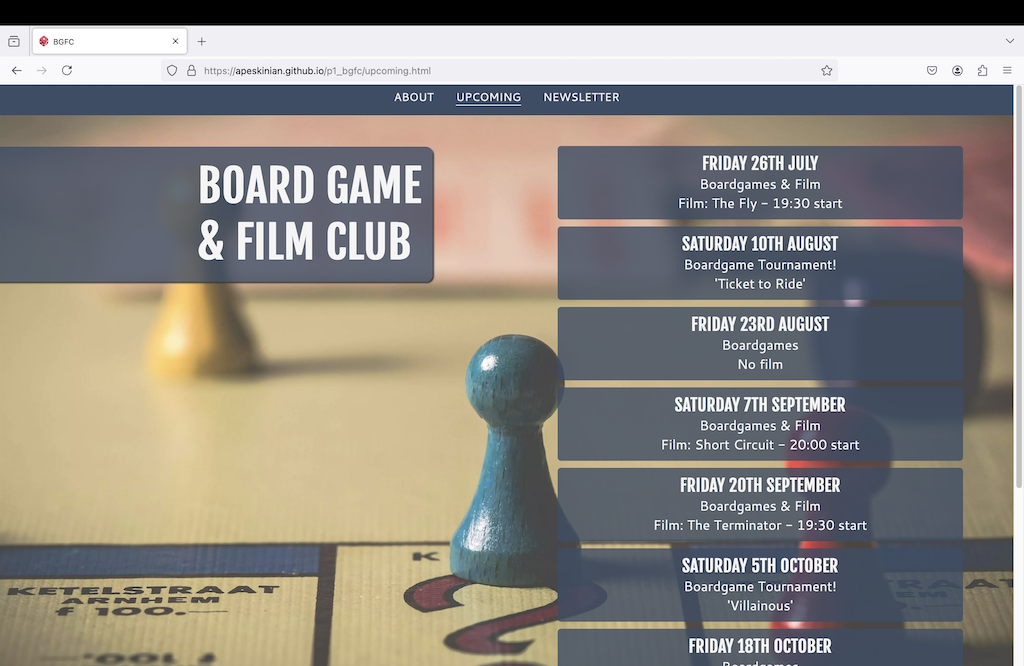 BGFC
https://apeskinian.github.io/p1_bgfc/upcoming.html
ABOUT UPCOMING NEWSLETTER
BOARD GAME
& FILM CLUB
FRIDAY 26TH JULY
Boardgames & Film
Film: The Fly - 19:30 start
SATURDAY 10TH AUGUST
Boardgame Tournament!
'Ticket to Ride'
FRIDAY 23RD AUGUST
Boardgames
No film
SATURDAY 7TH SEPTEMBER
Boardgames & Film
Film: Short Circuit - 20:00 start
FRIDAY 20TH SEPTEMBER
Boardgames & Film
Film: The Terminator - 19:30 start
SATURDAY 5TH OCTOBER
Boardgame Tournament!
'Villainous'
FRIDAY 18TH OCTOBER
Boardgames
K
KETELSTRAAT
ARNHEM
f 100.—